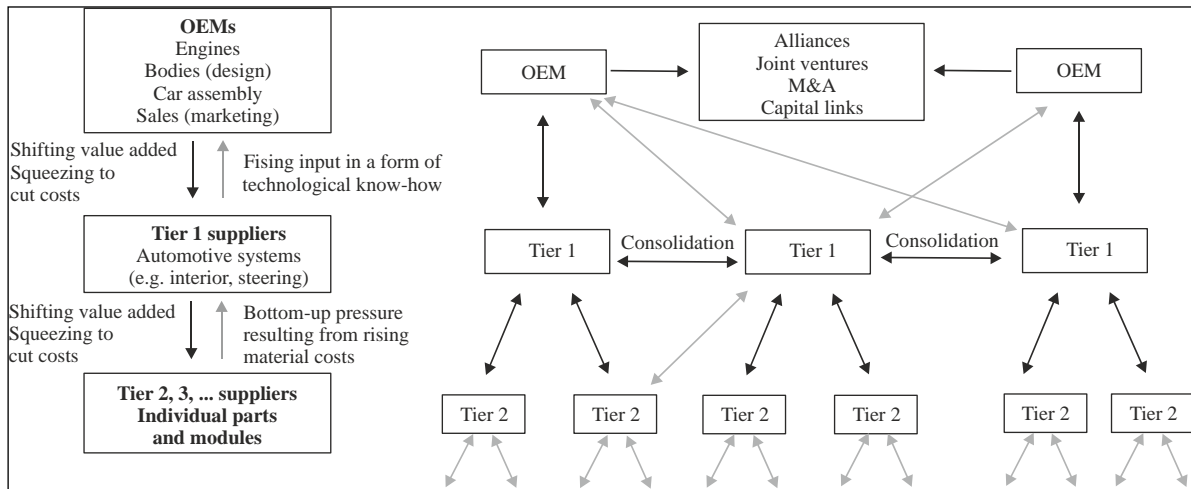 OEMs
Engines
Bodies (design)
Car assembly
Sales (marketing)
Shifting value added
Squeezing to
cut costs
Fising input in a form of
technological know-how
Tier 1 suppliers
Automotive systems
(e.g. interior, steering)
Shifting value added
Squeezing to
cut costs
Bottom-up pressure
resulting from rising
material costs
Tier 2, 3, ... suppliers
Individual parts
and modules
OEM
Alliances
Joint ventures
M&A
Capital links
OEM
Tier 1
Consolidation
Tier 1
Consolidation
Tier 1
Tier 2
Tier 2
Tier 2
Tier 2
Tier 2
Tier 2